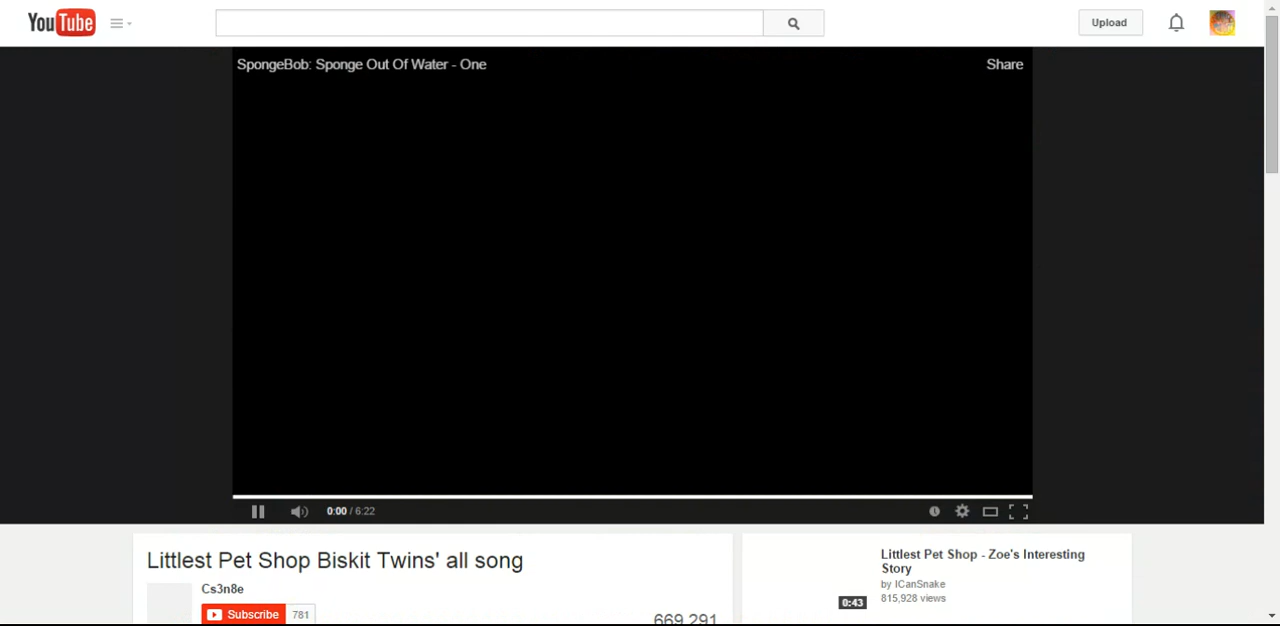 YouTube
Upload
SpongeBob: Sponge Out Of Water - One
Share
0:00 / 6:22
Littlest Pet Shop Biskit Twins' all song
Cs3n8e
Subscribe 781
669,291
Littlest Pet Shop - Zoe's Interesting
Story
by ICanSnake
815,928 views
0:43